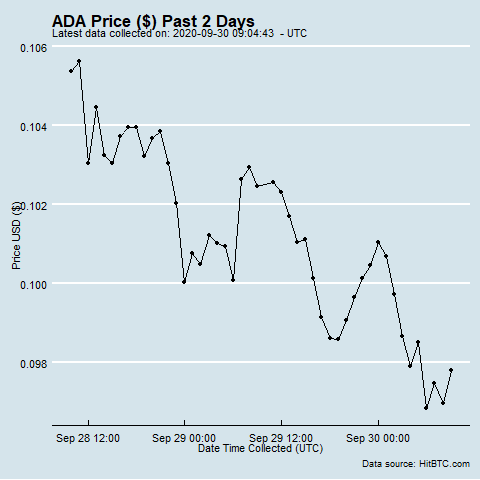 ADA Price ($) Past 2 Days
Latest data collected on: 2020-09-30 09:04:43 - UTC
0.106
0.104
0.102
0.100
0.098
Price USD ($)
Sep 28 12:00
Sep 29 00:00
Sep 29 12:00
Sep 30 00:00
Date Time Collected (UTC)
Data source: HitBTC.com